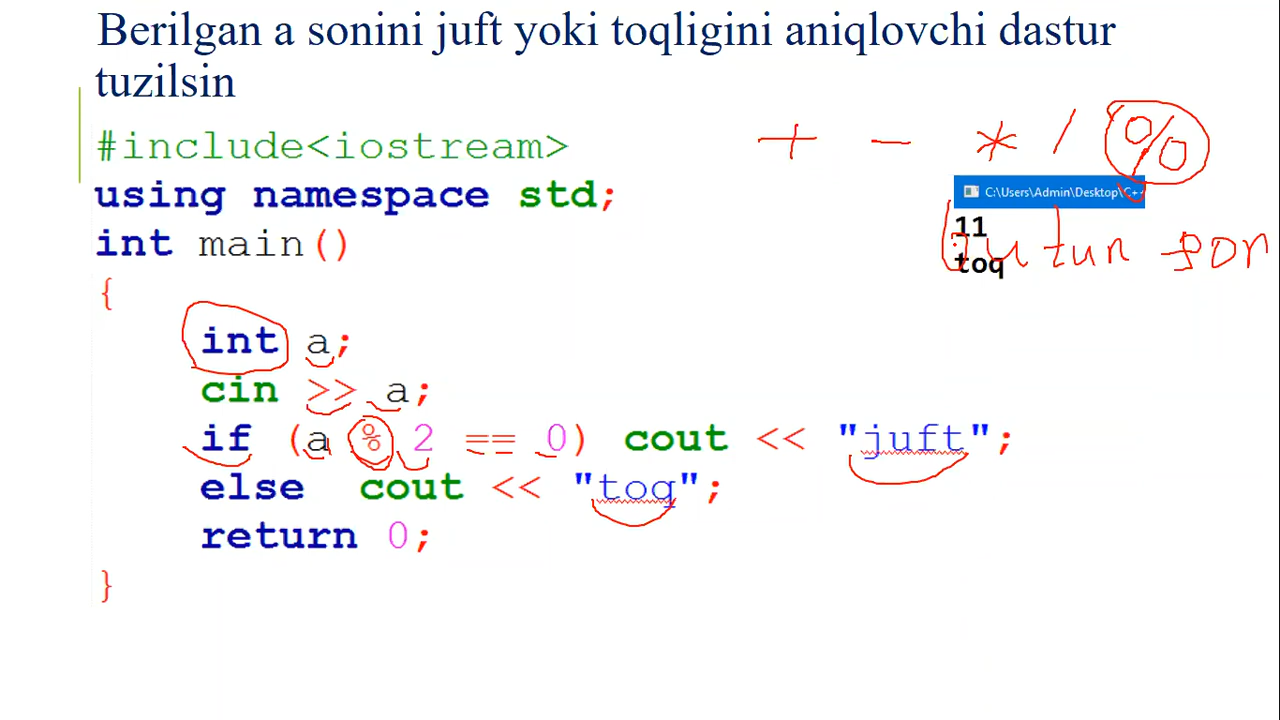 Berilgan a sonini juft yoki toqligini aniqlovchi dastur
tuzilsin
#include<iostream>
using namespace std;
int main()
{
int a;
cin >> a;
if (a % 2 == 0) cout << "juft";
else cout << "toq";
return 0;
}
+ - * / %
C:\Users\Admin\Desktop\C+
11
toq
butun son